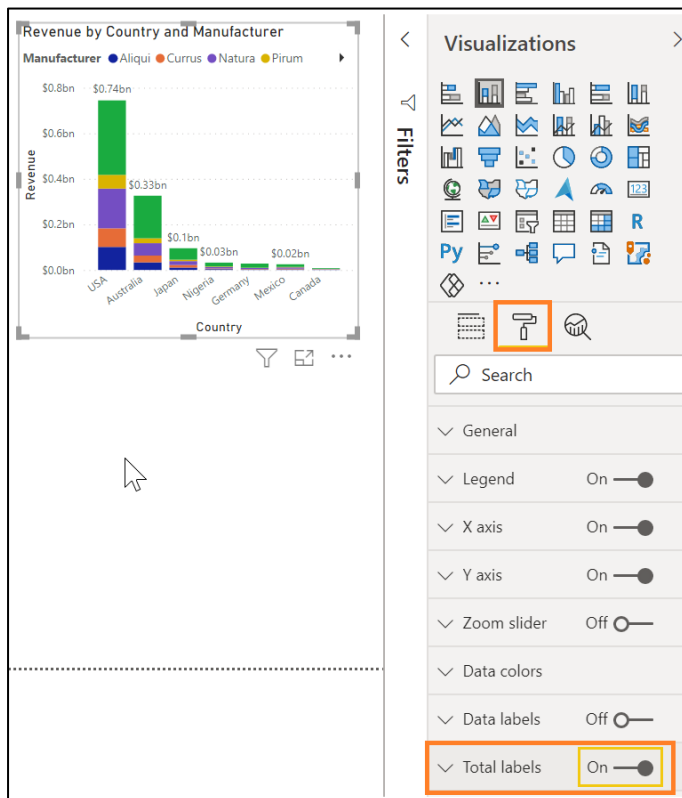 Revenue by Country and Manufacturer
Manufacturer Aliqui Currus Natura Pirum
$0.8bn
$0.6bn
$0.4bn
$0.2bn
$0.0bn
Revenue
$0.74bn
$0.33bn
$0.1bn
$0.03bn
$0.02bn
USA
Australia
Japan
Nigeria
Germany
Mexico
Canada
Country
Filters
Visualizations
123
R
Py
Search
General
Legend On
X axis On
Y axis On
Zoom slider Off
Data colors
Data labels Off
Total labels On